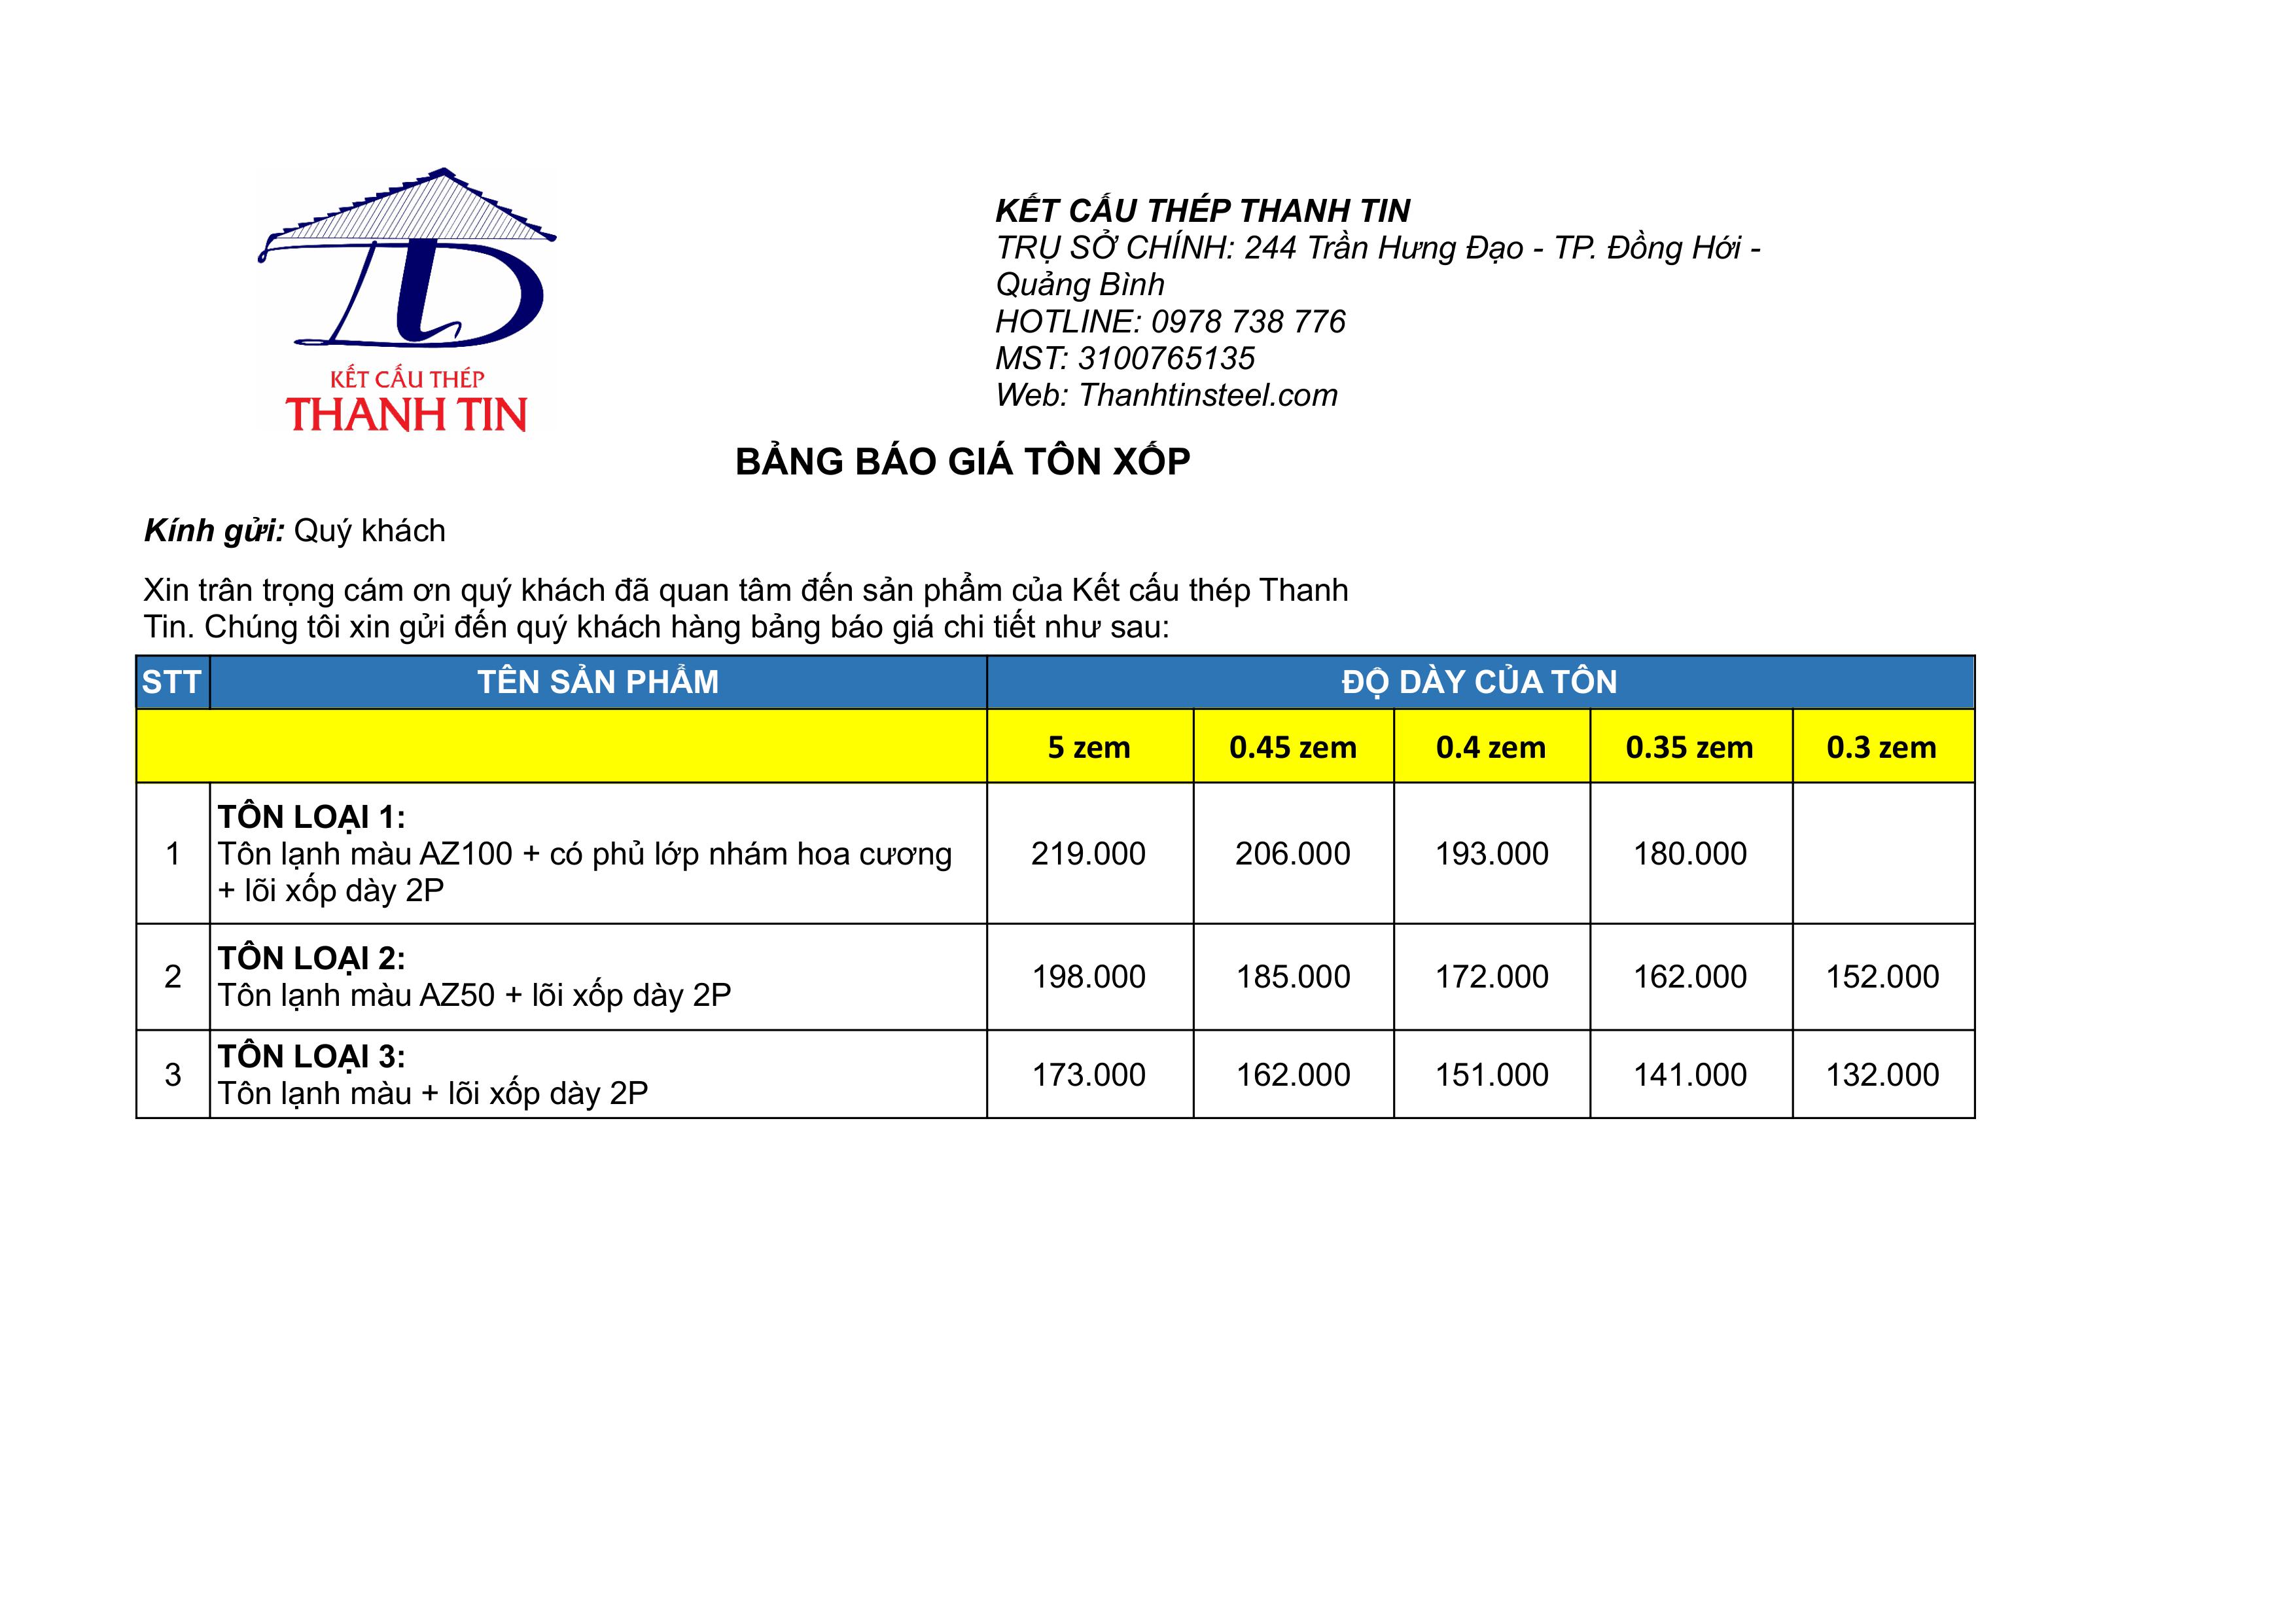 KẾT CẤU THÉP
THANH TIN
KẾT CẤU THÉP THANH TIN
TRỤ SỞ CHÍNH: 244 Trần Hưng Đạo - TP. Đồng Hới -
Quảng Bình
HOTLINE: 0978 738 776
MST: 3100765135
Web: Thanhtinsteel.com
BẢNG BÁO GIÁ TÔN XỐP
Kính gửi: Quý khách
Xin trân trọng cám ơn quý khách đã quan tâm đến sản phẩm của Kết cấu thép Thanh
Tin. Chúng tôi xin gửi đến quý khách hàng bảng báo giá chi tiết như sau:
STT TÊN SẢN PHẨM ĐỘ DÀY CỦA TÔN
5 zem 0.45 zem 0.4 zem 0.35 zem 0.3 zem
TÔN LOẠI 1:
1 Tôn lạnh màu AZ100 + có phủ lớp nhám hoa cương 219.000 206.000 193.000 180.000
+ lõi xốp dày 2P
TÔN LOẠI 2:
2 Tôn lạnh màu AZ50 + lõi xốp dày 2P 198.000 185.000 172.000 162.000 152.000
TÔN LOẠI 3:
3 Tôn lạnh màu + lõi xốp dày 2P 173.000 162.000 151.000 141.000 132.000